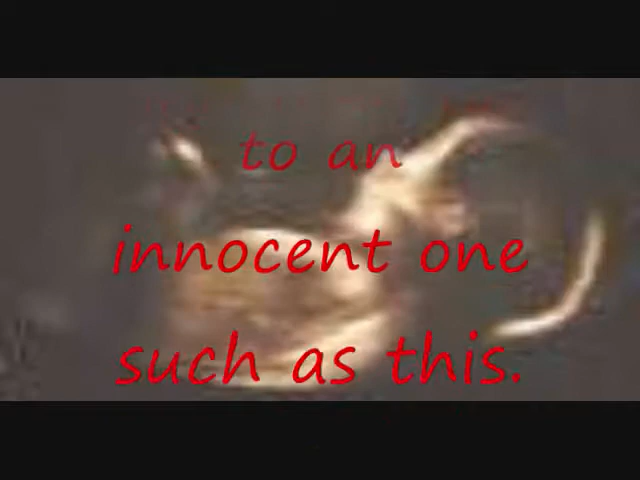 to an
innocent one
such as this.